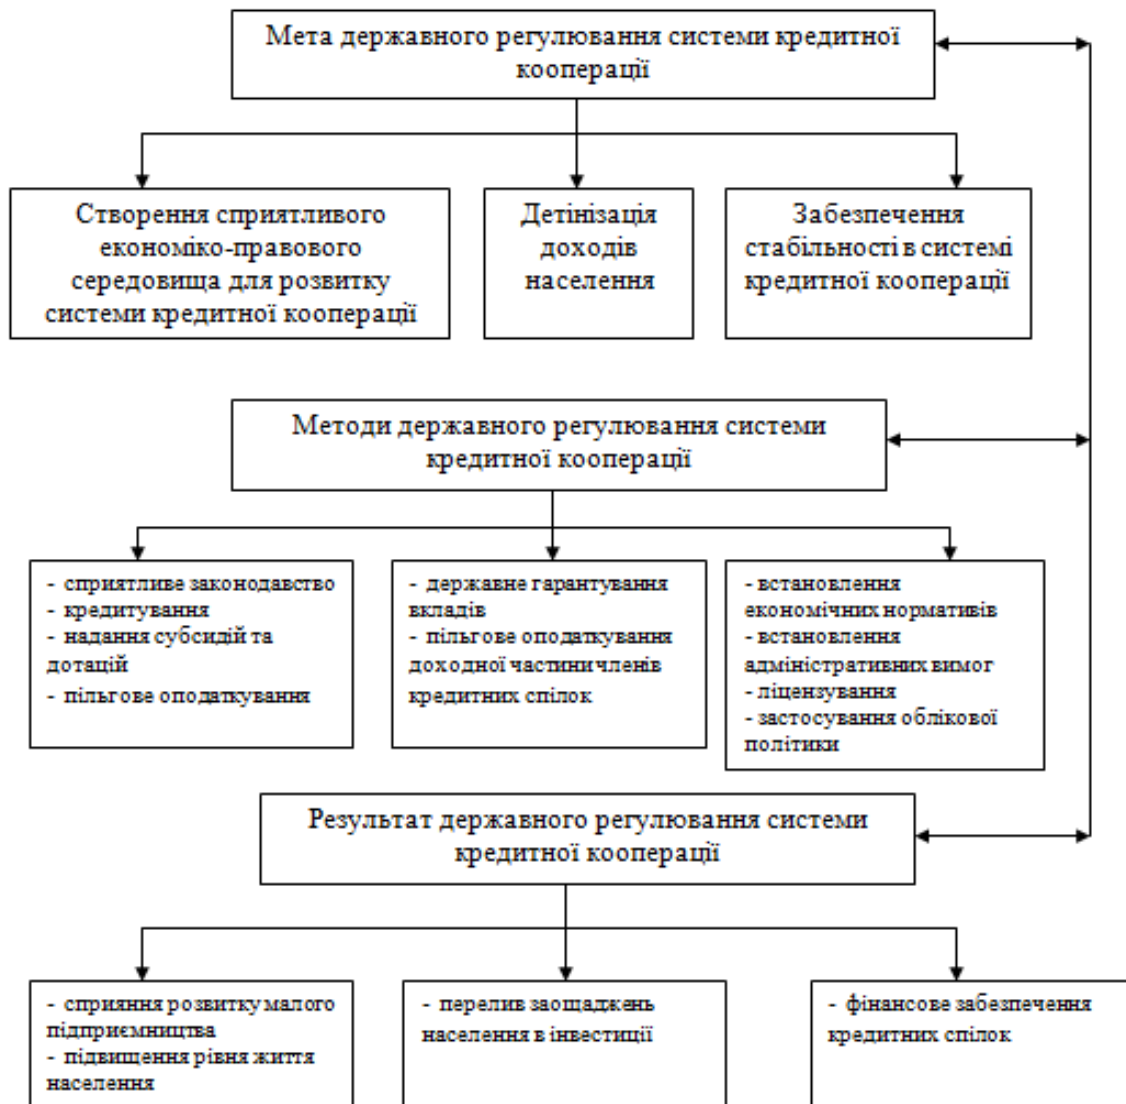 Мета державного регулювання системи кредитної
кооперації
Створення сприятливого
економіко-правового
середовища для розвитку
системи кредитної кооперації
Детінізація
доходів
населення
Забезпечення
стабільності в системі
кредитної кооперації
Методи державного регулювання системи
кредитної кооперації
- сприятливе законодавство
- кредитування
- надання субсидій та
дотацій
- пільгове оподаткування
- державне гарантування
вкладів
- пільгове оподаткування
доходної частини членів
кредитних спілок
- встановлення
економічних нормативів
- встановлення
адміністративних вимог
- ліцензування
- застосування облікової
політики
Результат державного регулювання системи
кредитної кооперації
- сприяння розвитку малого
підприємництва
- підвищення рівня життя
населення
- перелив заощаджень
населення в інвестиції
- фінансове забезпечення
кредитних спілок